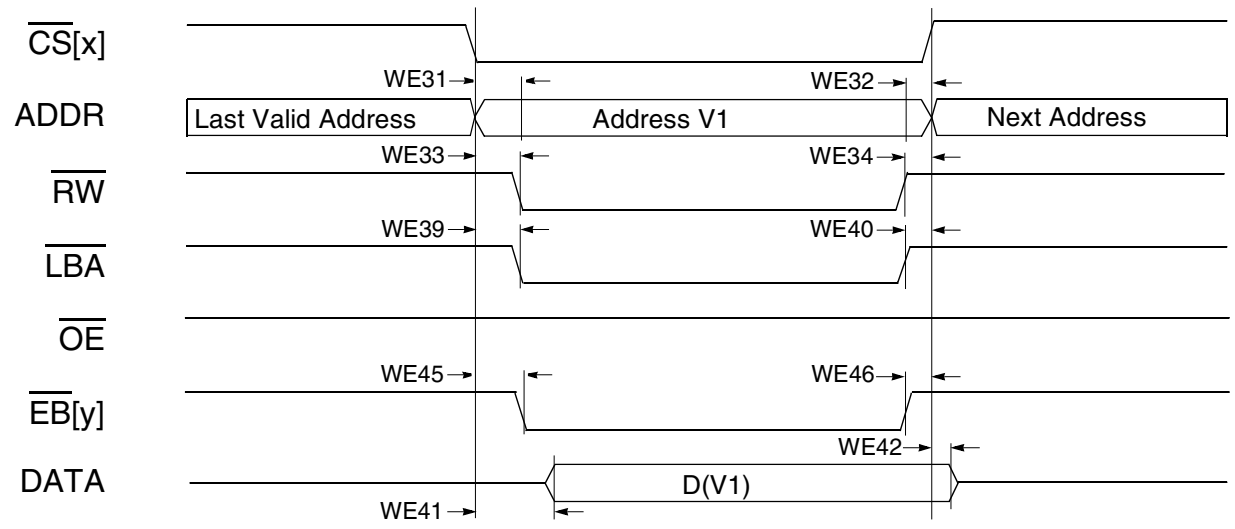 CS[x]
WE31
WE32
ADDR
Last Valid Address
Address V1
Next Address
WE33
WE34
RW
WE39
WE40
LBA
OE
WE45
WE46
EB[y]
WE42
DATA
D(V1)
WE41